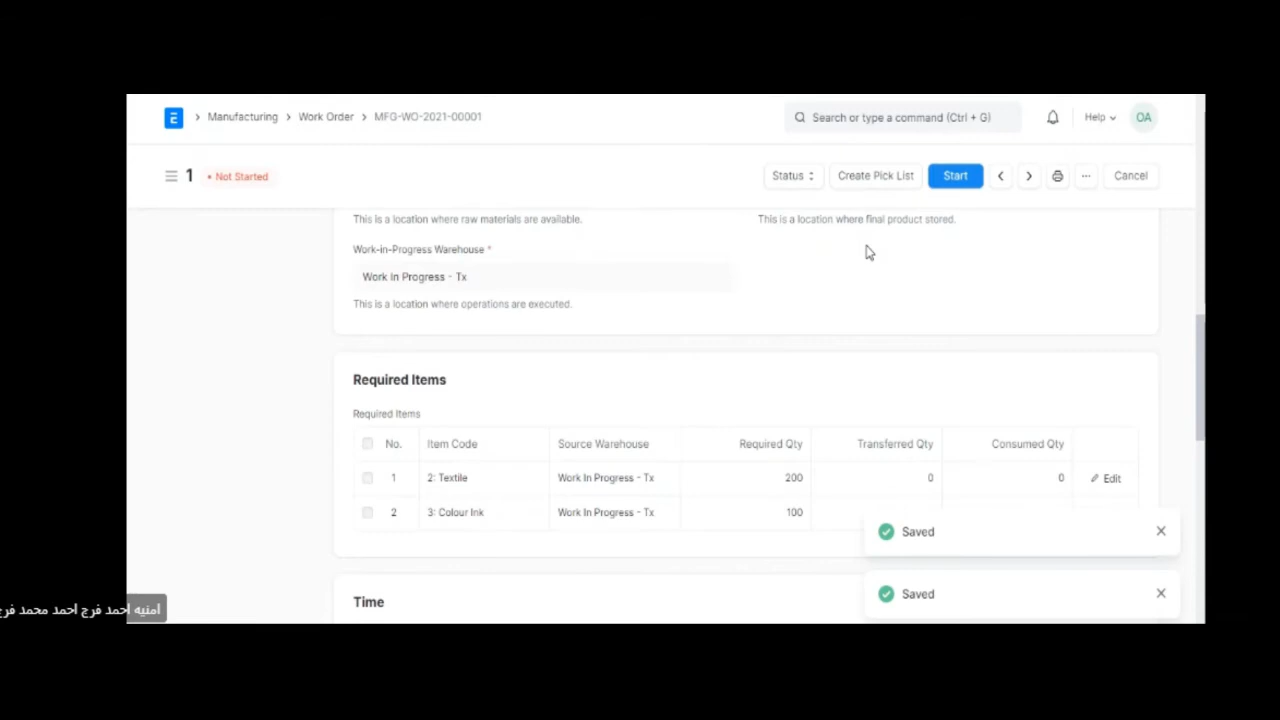 Manufacturing > Work Order > MFG-WO-2021-00001
Search or type a command (Ctrl + G)
Help
OA
1 • Not Started
Status
Create Pick List
Start
Cancel
This is a location where raw materials are available.
This is a location where final product stored.
Work-in-Progress Warehouse *
Work In Progress - Tx
This is a location where operations are executed.
Required Items
Required Items
No. Item Code Source Warehouse Required Qty Transferred Qty Consumed Qty
1 2: Textile Work In Progress - Tx 200 0 0 Edit
2 3: Colour Ink Work In Progress - Tx 100
Saved
Saved
Time
امنيه احمد فرج احمد محمد فرج